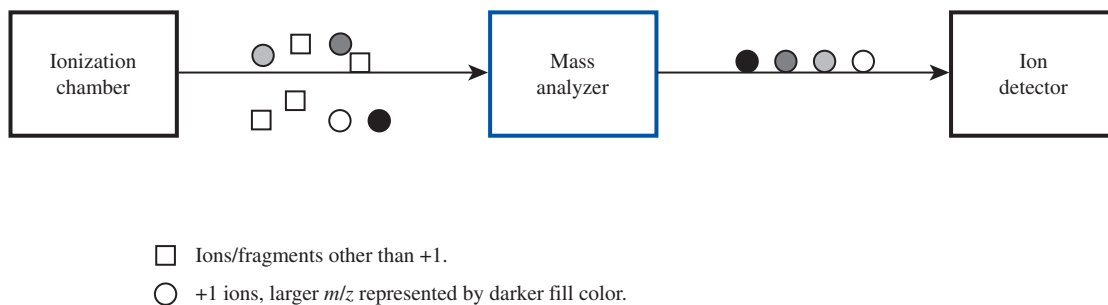 Ionization
chamber
Mass
analyzer
Ion
detector
Ions/fragments other than +1.
+1 ions, larger m/z represented by darker fill color.